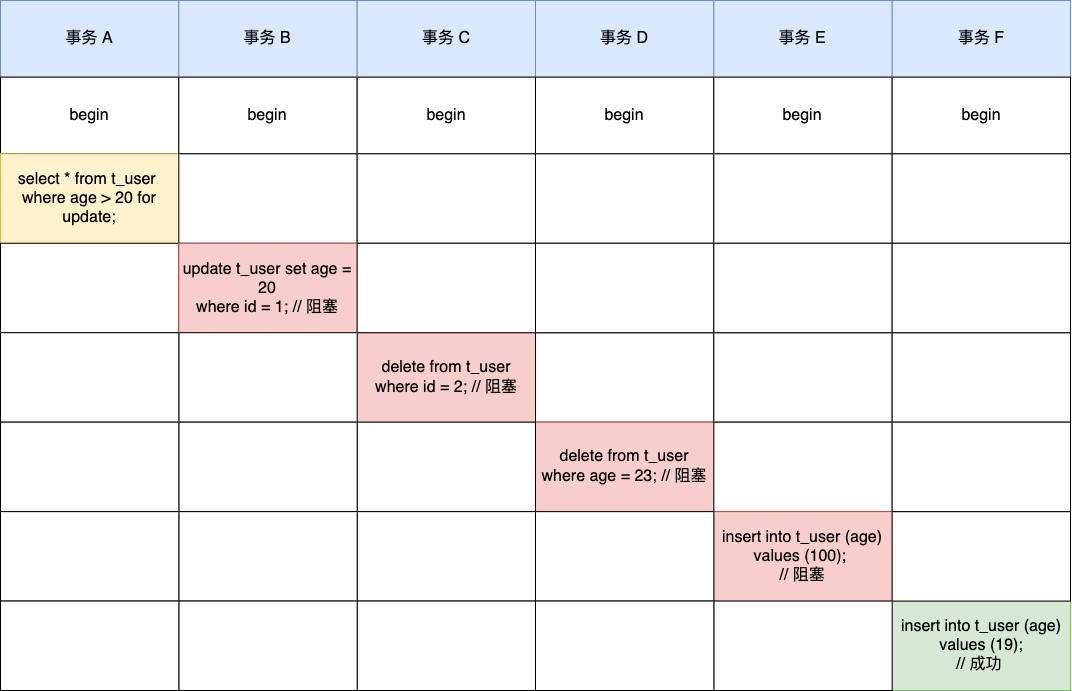 事务 A
事务 B
事务 C
事务 D
事务 E
事务 F
begin
begin
begin
begin
begin
begin
select * from t_user
where age > 20 for
update;
update t_user set age =
20
where id = 1; // 阻塞
delete from t_user
where id = 2; // 阻塞
delete from t_user
where age = 23; // 阻塞
insert into t_user (age)
values (100);
// 阻塞
insert into t_user (age)
values (19);
// 成功